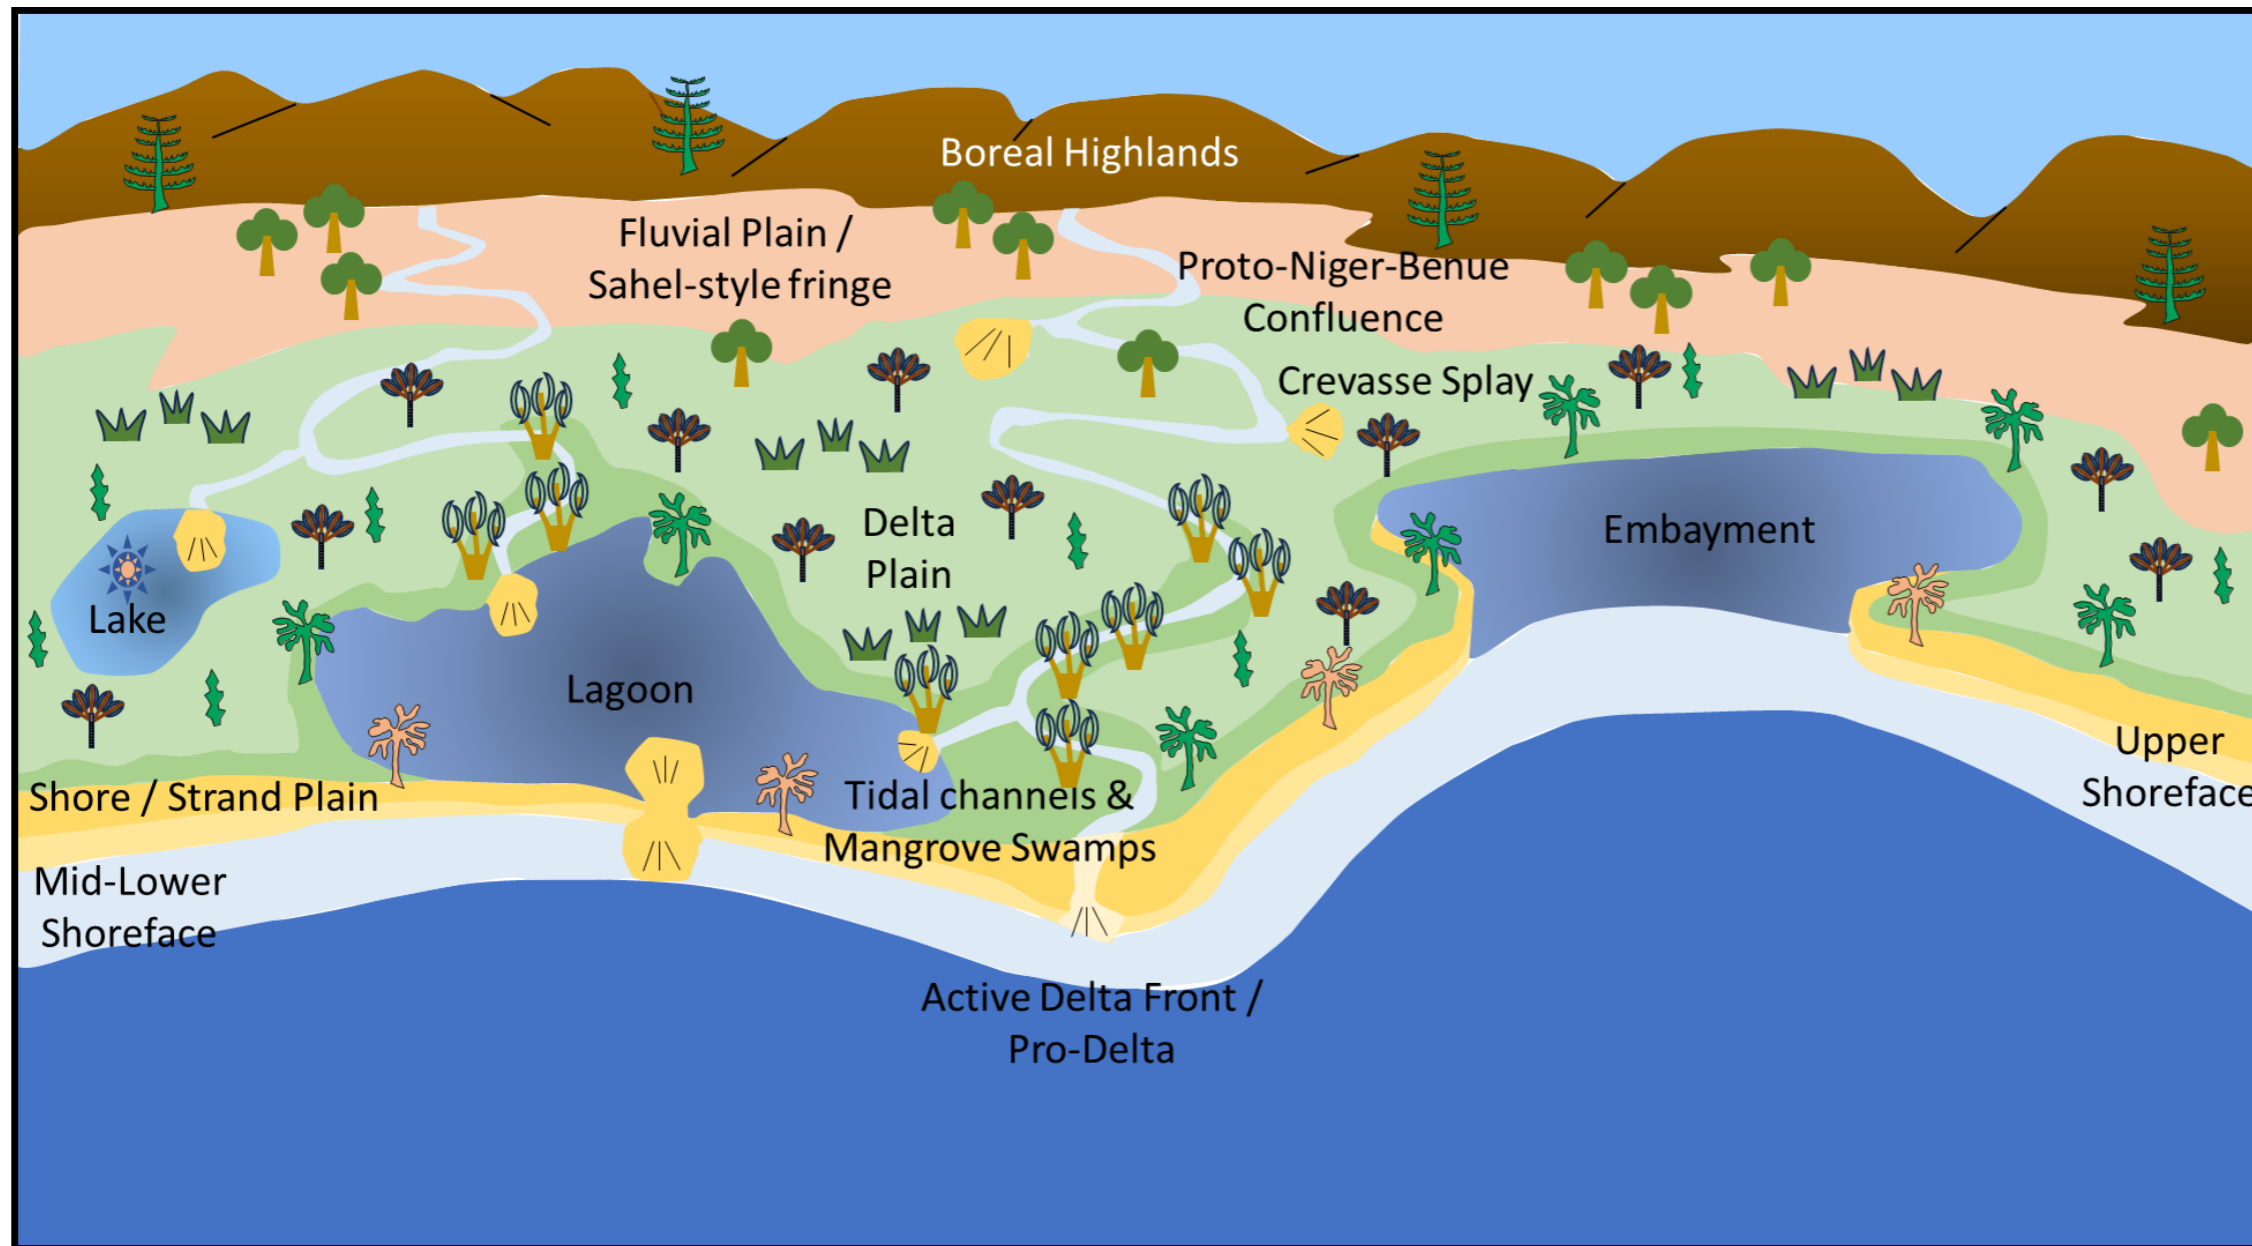 Boreal Highlands
Fluvial Plain /
Sahel-style fringe
Proto-Niger-Benue
Confluence
Crevasse Splay
Delta
Plain
Embayment
Lake
Lagoon
Upper
Shoreface
Shore / Strand Plain
Tidal channels &
Mangrove Swamps
Mid-Lower
Shoreface
Active Delta Front /
Pro-Delta